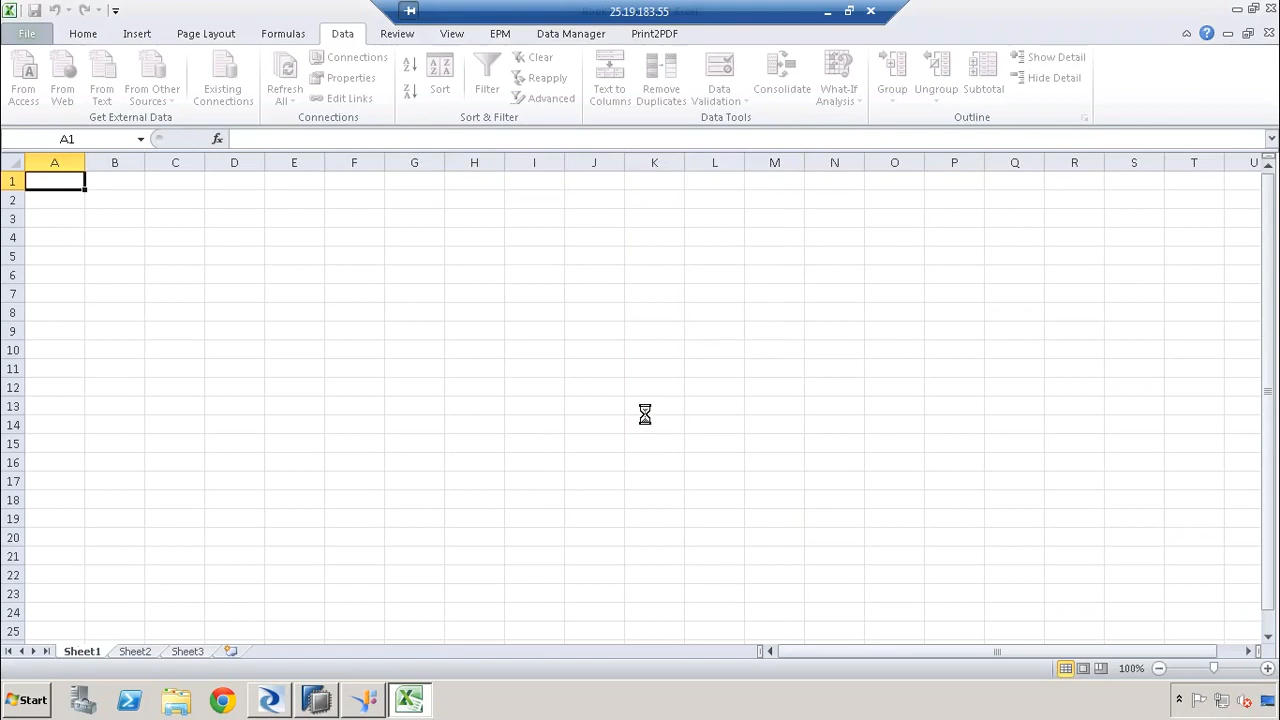 25.19.183.55
File Home Insert Page Layout Formulas Data Review View EPM Data Manager Print2PDF
From Access
From Web
From Text
From Other Sources
Existing Connections
Get External Data
Refresh All
Connections
Properties
Edit Links
Connections
Sort
Filter
Clear
Reapply
Advanced
Sort & Filter
Text to Columns
Remove Duplicates
Data Validation
Consolidate
What-If Analysis
Data Tools
Group
Ungroup
Subtotal
Show Detail
Hide Detail
Outline
A1 fx
A B C D E F G H I J K L M N O P Q R S T U
1
2
3
4
5
6
7
8
9
10
11
12
13
14
15
16
17
18
19
20
21
22
23
24
25
Sheet1 Sheet2 Sheet3
100%
Start